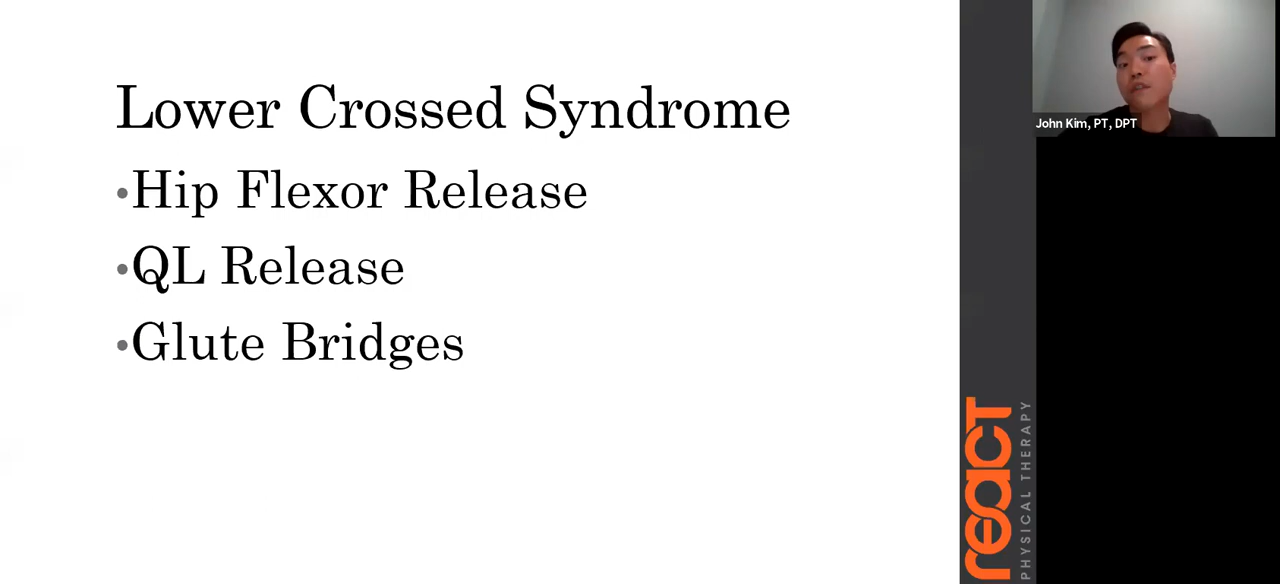 Lower Crossed Syndrome
•Hip Flexor Release
•QL Release
•Glute Bridges
John Kim, PT, DPT
react
PHYSICAL THERAPY